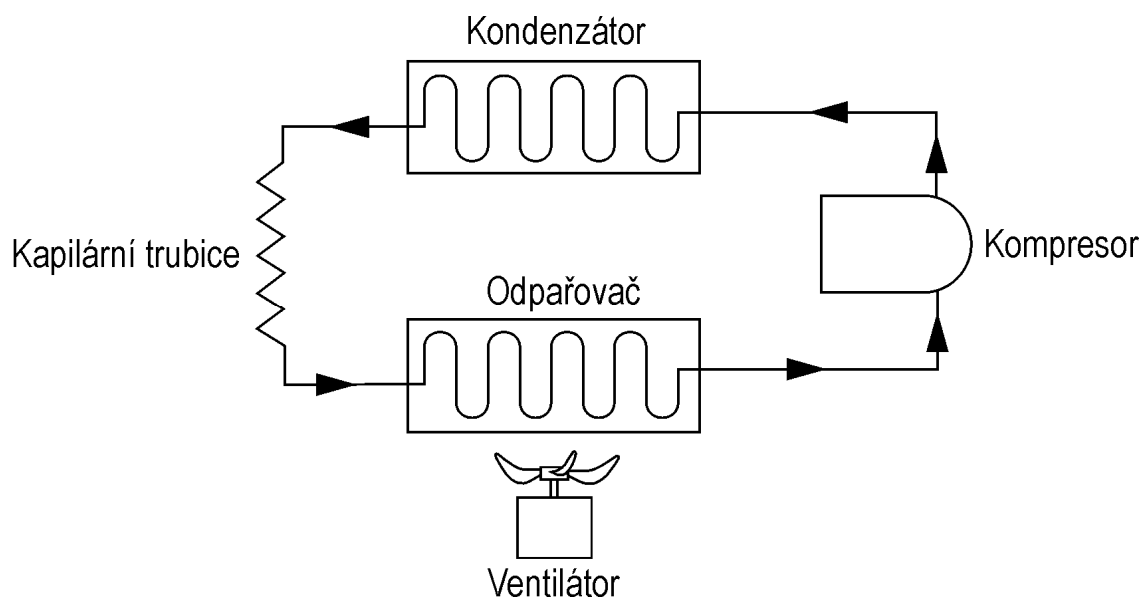 Kondenzátor
Kapilární trubice
Kompresor
Odpařovač
Ventilátor